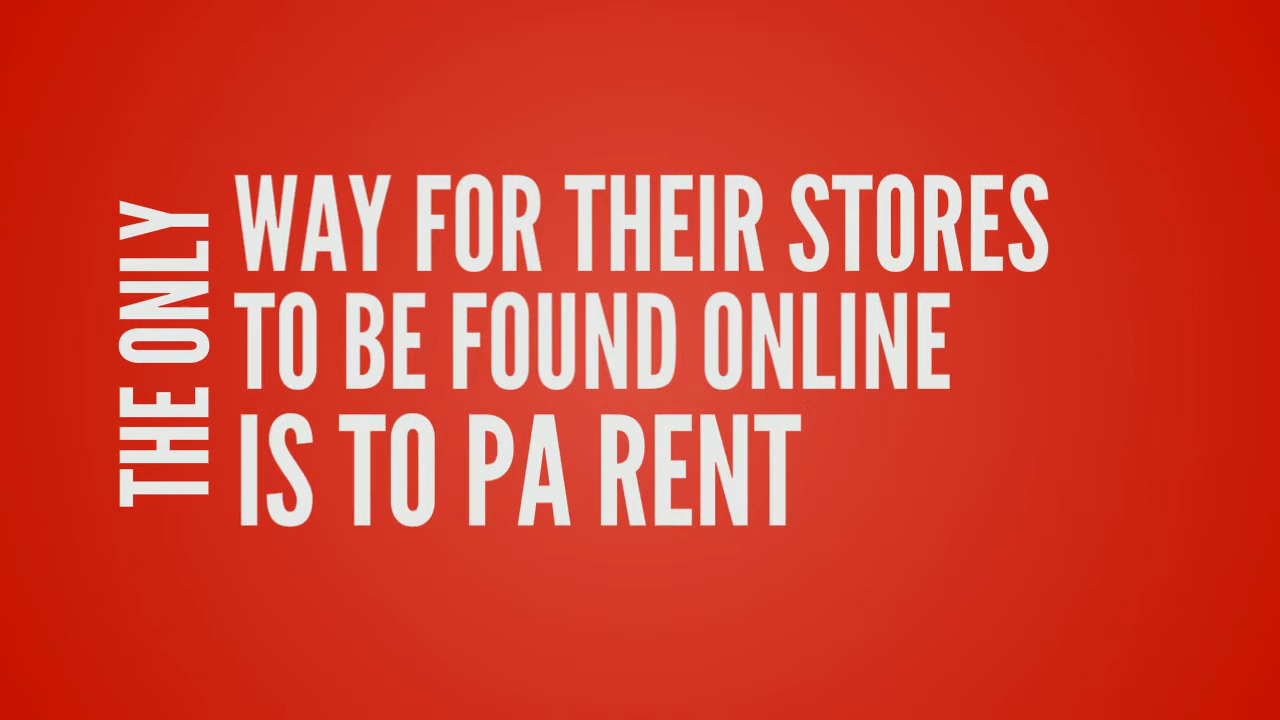 THE ONLY
WAY FOR THEIR STORES
TO BE FOUND ONLINE
IS TO PA RENT